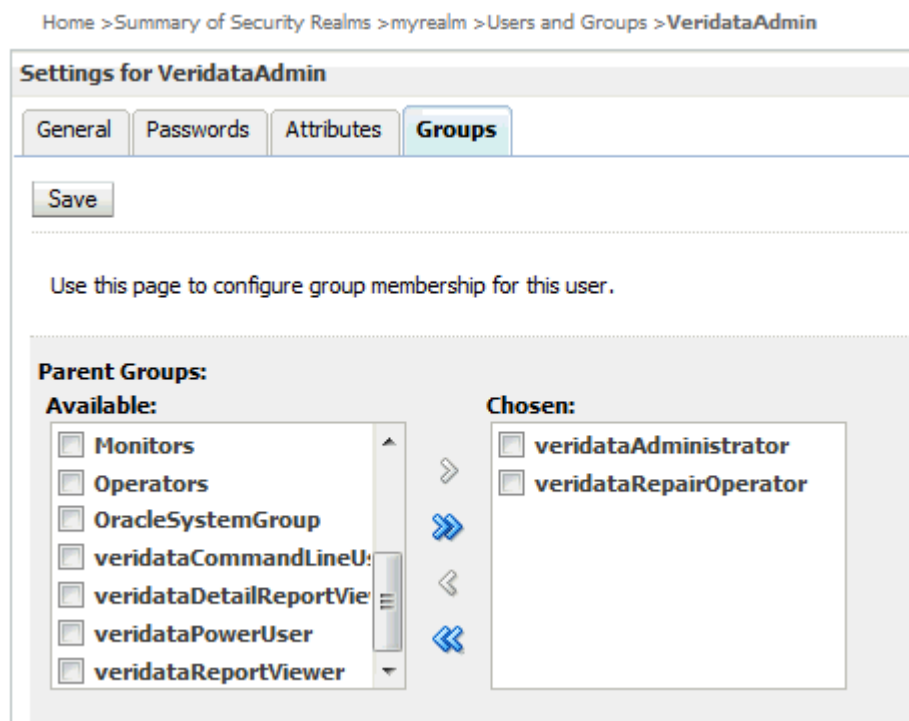 Home >Summary of Security Realms >myrealm >Users and Groups >VeridataAdmin
Settings for VeridataAdmin
General Passwords Attributes Groups
Save
Use this page to configure group membership for this user.
Parent Groups:
Available:
Monitors
Operators
OracleSystemGroup
veridataCommandLineU
veridataDetailReportVie
veridataPowerUser
veridataReportViewer
Chosen:
veridataAdministrator
veridataRepairOperator